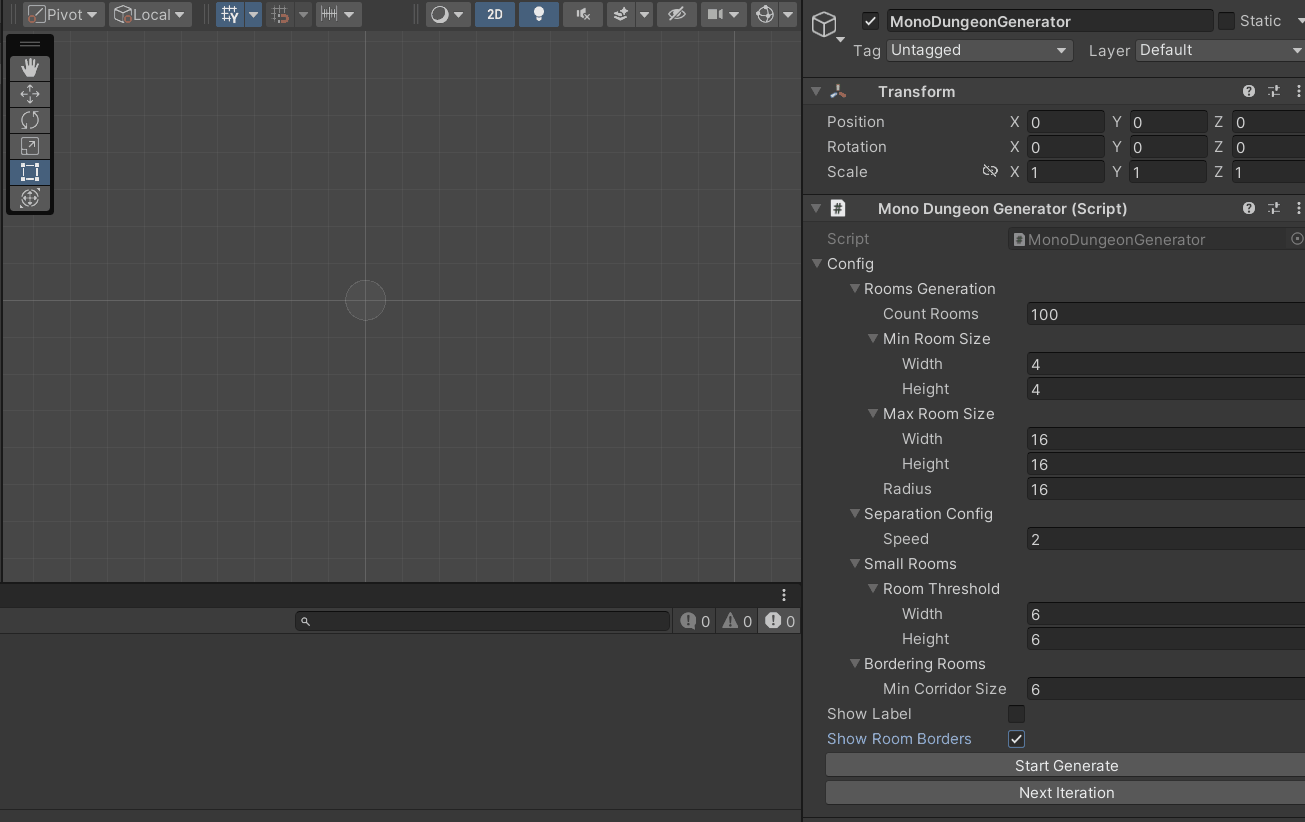 Pivot Local 2D
MonoDungeonGenerator Static
Tag Untagged Layer Default
Transform
Position X 0 Y 0 Z 0
Rotation X 0 Y 0 Z 0
Scale X 1 Y 1 Z 1
# Mono Dungeon Generator (Script)
Script # MonoDungeonGenerator
Config
Rooms Generation
Count Rooms 100
Min Room Size
Width 4
Height 4
Max Room Size
Width 16
Height 16
Radius 16
Separation Config
Speed 2
Small Rooms
Room Threshold
Width 6
Height 6
Bordering Rooms
Min Corridor Size 6
Show Label
Show Room Borders
Start Generate
Next Iteration
0 0 0